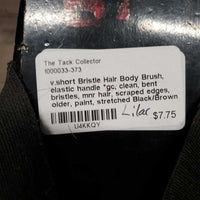 The Tack Collector
1000033-373
v.short Bristle Hair Body Brush,
elastic handle *gc, clean, bent
bristles, mnr hair, scraped edges,
older, paint, stretched Black/Brown
Lilac
$7.75
U4KKQY